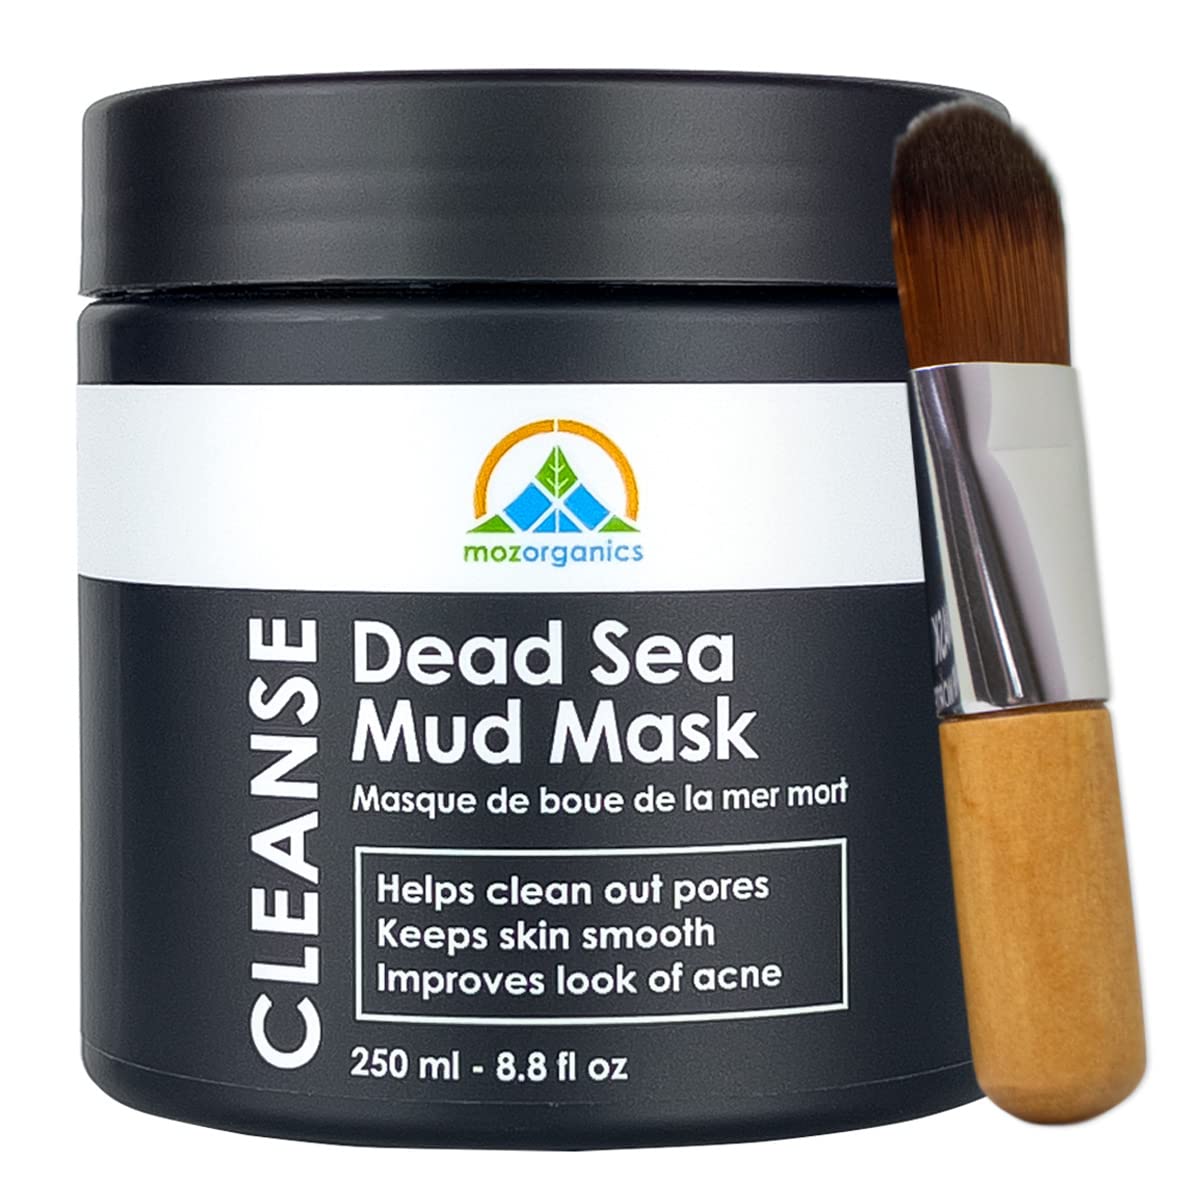 mozorganics
CLEANSE
Dead Sea
Mud Mask
Masque de boue de la mer mort
Helps clean out pores
Keeps skin smooth
Improves look of acne
250 ml - 8.8 fl oz